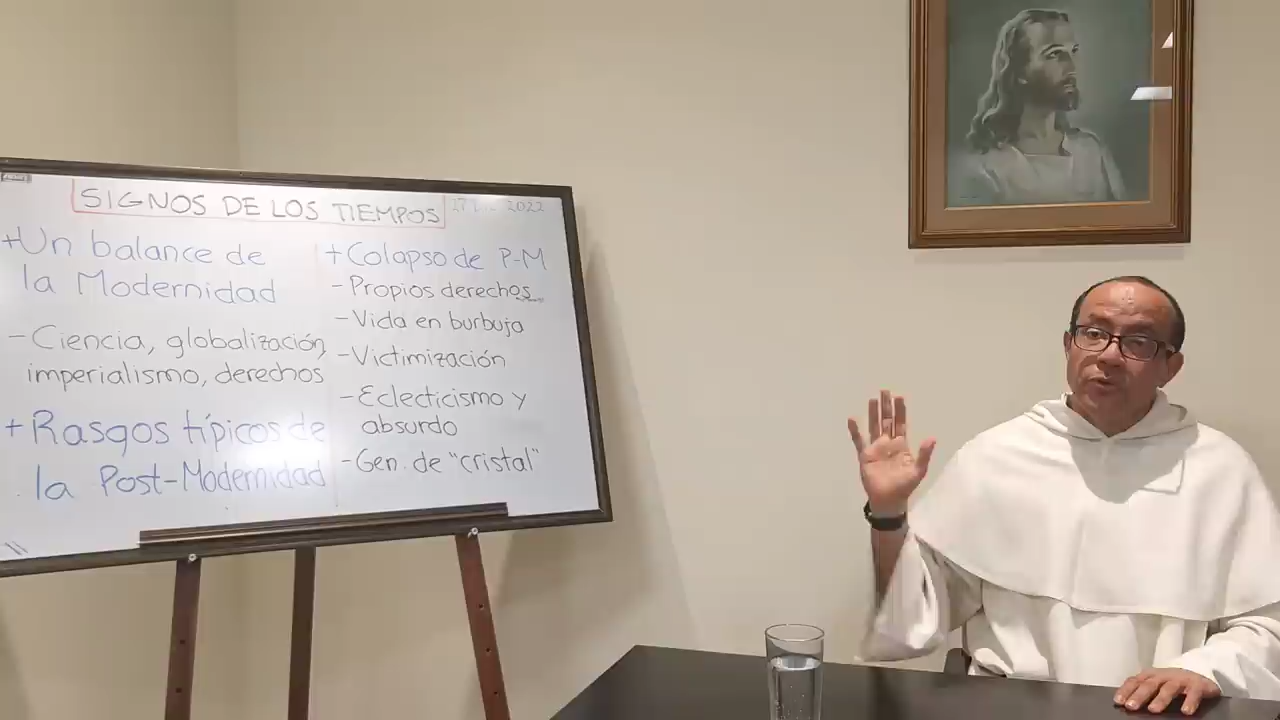 SIGNOS DE LOS TIEMPOS
2022
+Un balance de
la Modernidad
- Ciencia, globalización,
imperialismo, derechos
+Rasgos típicos de
la Post-Modernidad
+Colapso de P-M
- Propios derechos
- Vida en burbuja
- Victimización
- Eclecticismo y
absurdo
- Gen. de "cristal"